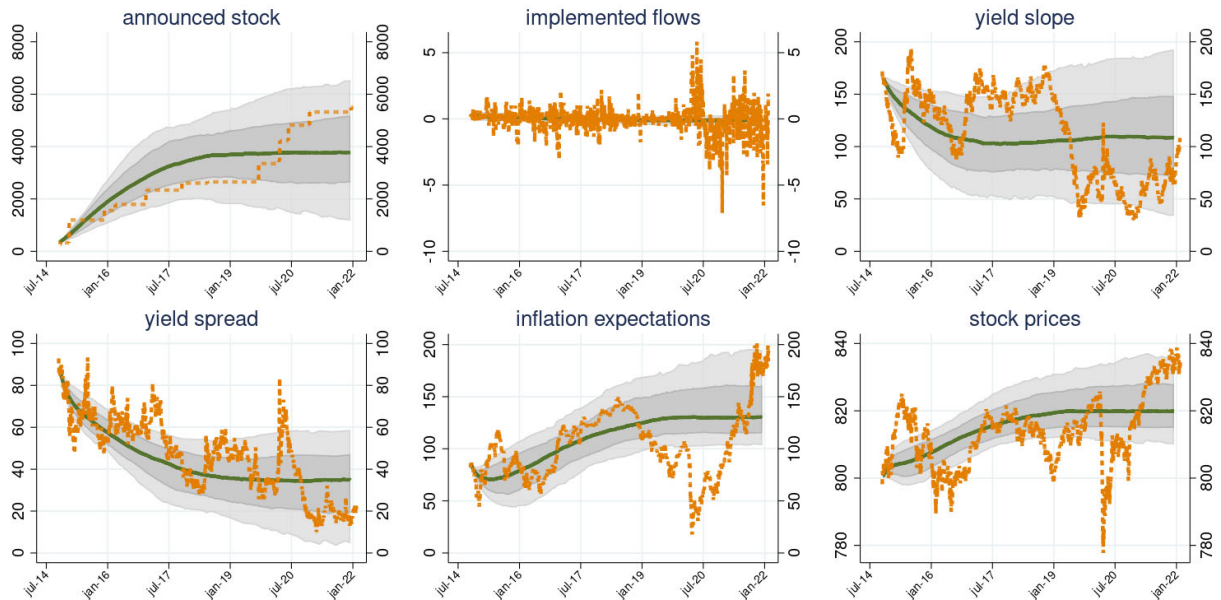 announced stock
8000 6000 4000 2000 0
8000 6000 4000 2000 0
jul-14 jan-16 jul-17 jan-19 jul-20 jan-22
implemented flows
5 0 -5 -10
5 0 -5 -10
jul-14 jan-16 jul-17 jan-19 jul-20 jan-22
yield slope
200 150 100 50 0
200 150 100 50 0
jul-14 jan-16 jul-17 jan-19 jul-20 jan-22
yield spread
100 80 60 40 20 0
100 80 60 40 20 0
jul-14 jan-16 jul-17 jan-19 jul-20 jan-22
inflation expectations
200 150 100 50 0
200 150 100 50 0
jul-14 jan-16 jul-17 jan-19 jul-20 jan-22
stock prices
840 820 800 780
840 820 800 780
jul-14 jan-16 jul-17 jan-19 jul-20 jan-22